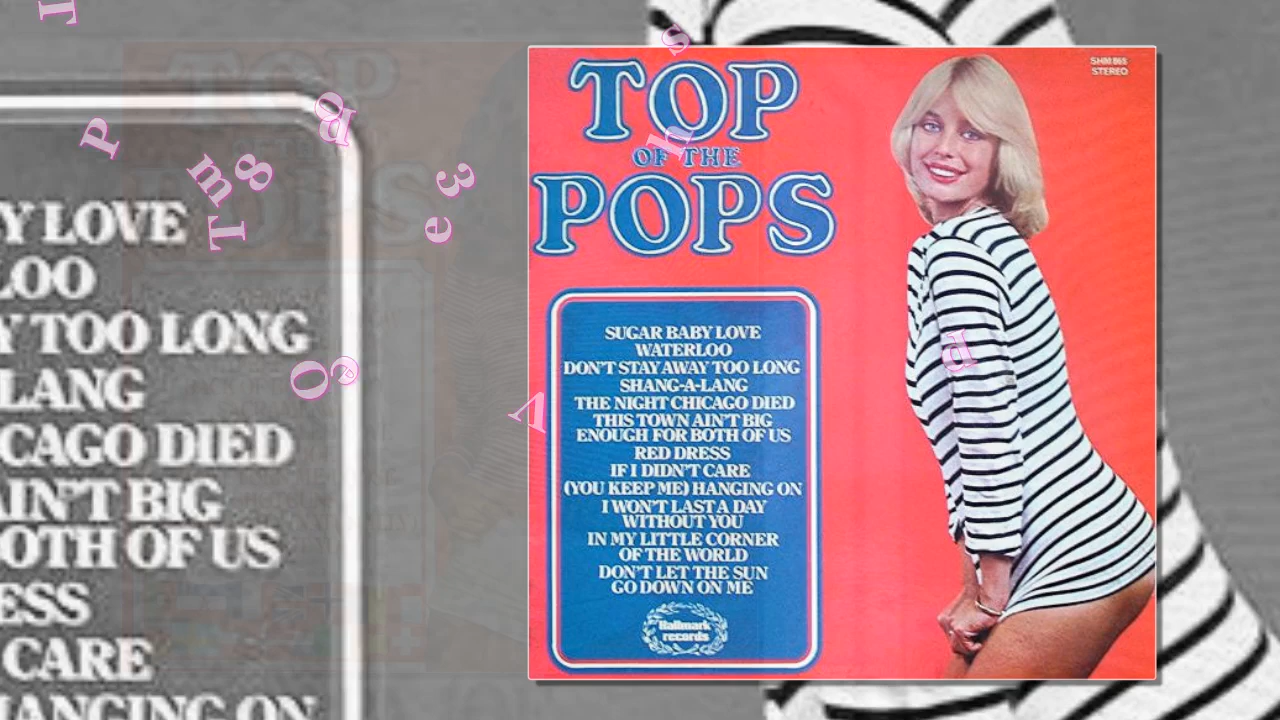 TOP
OF THE
POPS
SHM 865
STEREO
SUGAR BABY LOVE
WATERLOO
DON'T STAY AWAY TOO LONG
SHANG-A-LANG
THE NIGHT CHICAGO DIED
THIS TOWN AIN'T BIG
ENOUGH FOR BOTH OF US
RED DRESS
IF I DIDN'T CARE
(YOU KEEP ME) HANGING ON
I WON'T LAST A DAY
WITHOUT YOU
IN MY LITTLE CORNER
OF THE WORLD
DON'T LET THE SUN
GO DOWN ON ME
Hallmark
records
Y LOVE
LOO
Y TOO LONG
LANG
CAGO DIED
AIN'T BIG
OTH OF US
ESS
CARE
HANGING ON